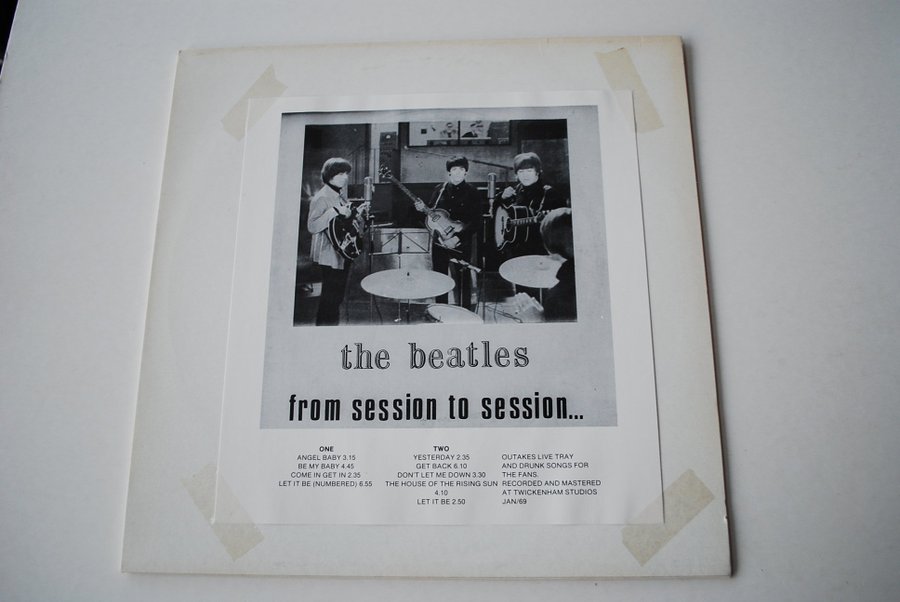 the beatles
from session to session...
ONE
ANGEL BABY 3.15
BE MY BABY 4.45
COME IN GET IN 2.35
LET IT BE (NUMBERED) 6.55
TWO
YESTERDAY 2.35
GET BACK 6.10
DON'T LET ME DOWN 3.30
THE HOUSE OF THE RISING SUN
4.10
LET IT BE 2.50
OUTAKES LIVE TRAY
AND DRUNK SONGS FOR
THE FANS.
RECORDED AND MASTERED
AT TWICKENHAM STUDIOS
JAN/69